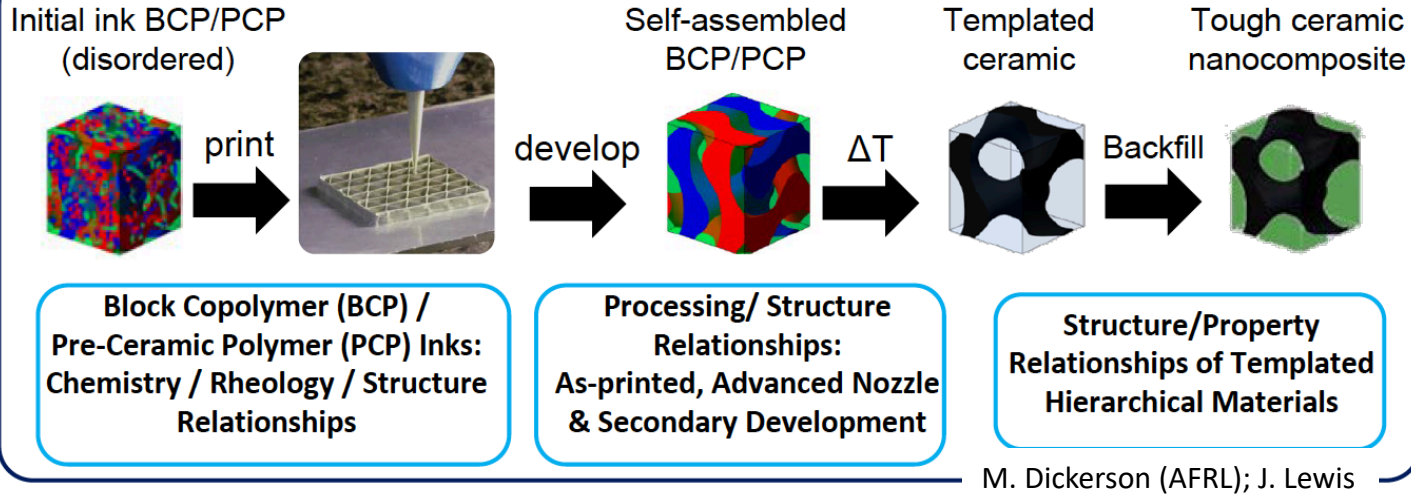 Initial ink BCP/PCP
(disordered)
Self-assembled
BCP/PCP
Templated
ceramic
Tough ceramic
nanocomposite
print
develop
ΔT
Backfill
Block Copolymer (BCP) /
Pre-Ceramic Polymer (PCP) Inks:
Chemistry / Rheology / Structure
Relationships
Processing/ Structure
Relationships:
As-printed, Advanced Nozzle
& Secondary Development
Structure/Property
Relationships of Templated
Hierarchical Materials
M. Dickerson (AFRL); J. Lewis